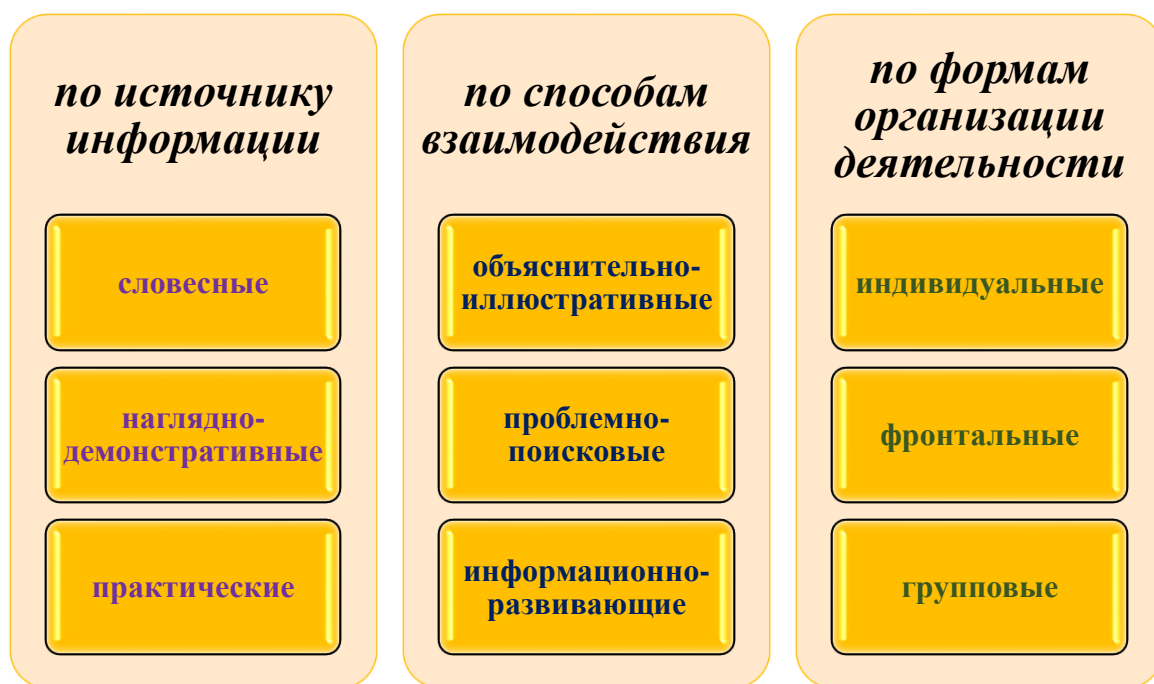 по источнику
информации
словесные
наглядно-
демонстративные
практические
по способам
взаимодействия
объяснительно-
иллюстративные
проблемно-
поисковые
информационно-
развивающие
по формам
организации
деятельности
индивидуальные
фронтальные
групповые